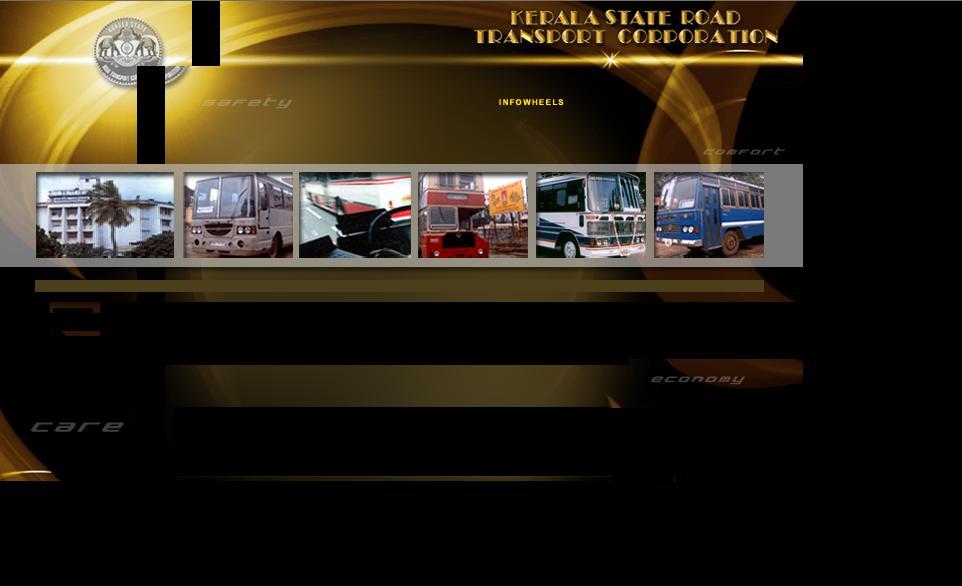 KERALA STATE ROAD
TRANSPORT CORPORATION
safety
INFOWHEELS
comfort
economy
care